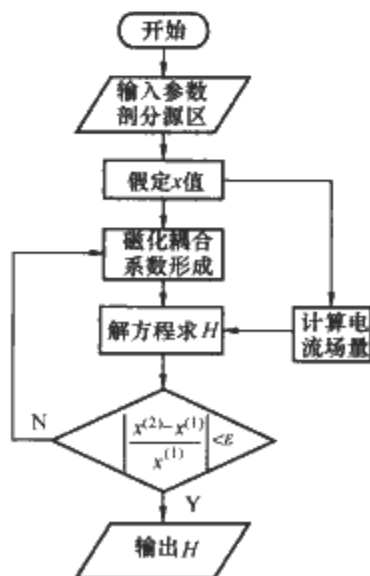 开始
输入参数
剖分源区
假定x值
磁化耦合
系数形成
解方程求H
计算电
流场量
N
|x^(2)-x^(1) / x^(1)|<ε
Y
输出H